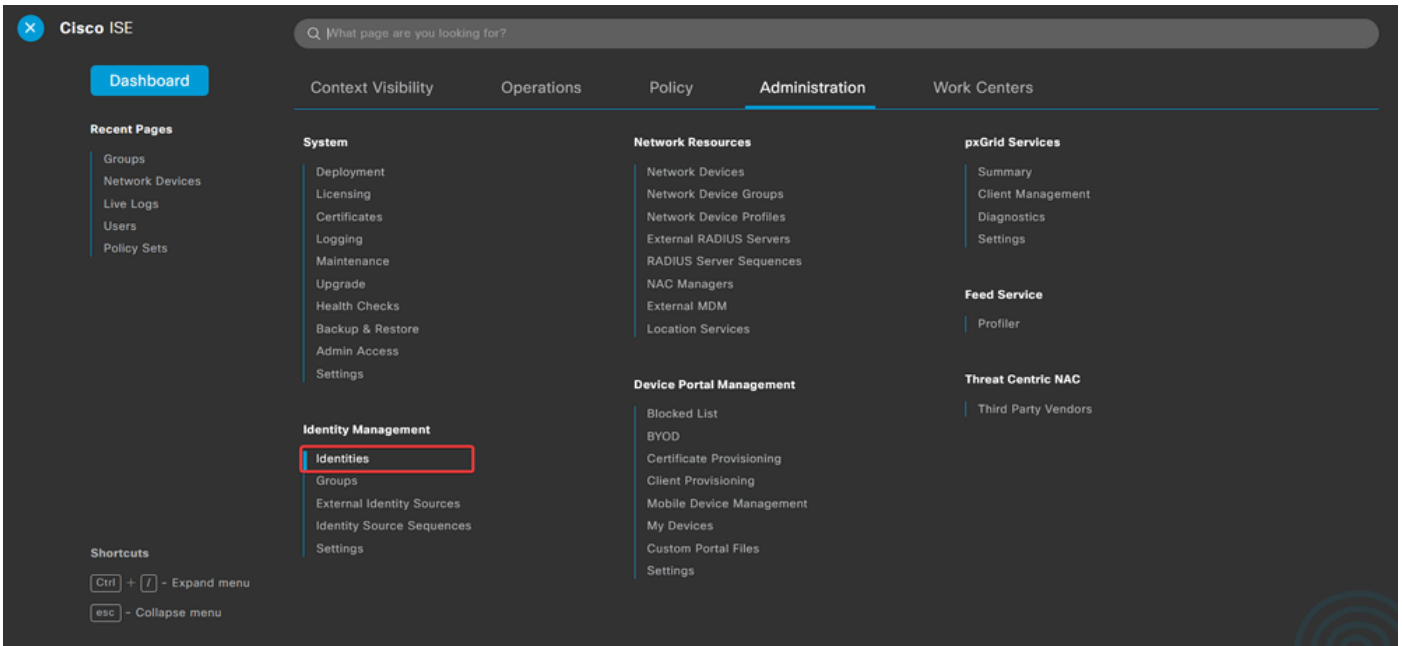 Cisco ISE
What page are you looking for?
Dashboard
Context Visibility
Operations
Policy
Administration
Work Centers
Recent Pages
Groups
Network Devices
Live Logs
Users
Policy Sets
System
Deployment
Licensing
Certificates
Logging
Maintenance
Upgrade
Health Checks
Backup & Restore
Admin Access
Settings
Identity Management
Identities
Groups
External Identity Sources
Identity Source Sequences
Settings
Network Resources
Network Devices
Network Device Groups
Network Device Profiles
External RADIUS Servers
RADIUS Server Sequences
NAC Managers
External MDM
Location Services
Device Portal Management
Blocked List
BYOD
Certificate Provisioning
Client Provisioning
Mobile Device Management
My Devices
Custom Portal Files
Settings
pxGrid Services
Summary
Client Management
Diagnostics
Settings
Feed Service
Profiler
Threat Centric NAC
Third Party Vendors
Shortcuts
Ctrl + / - Expand menu
esc - Collapse menu